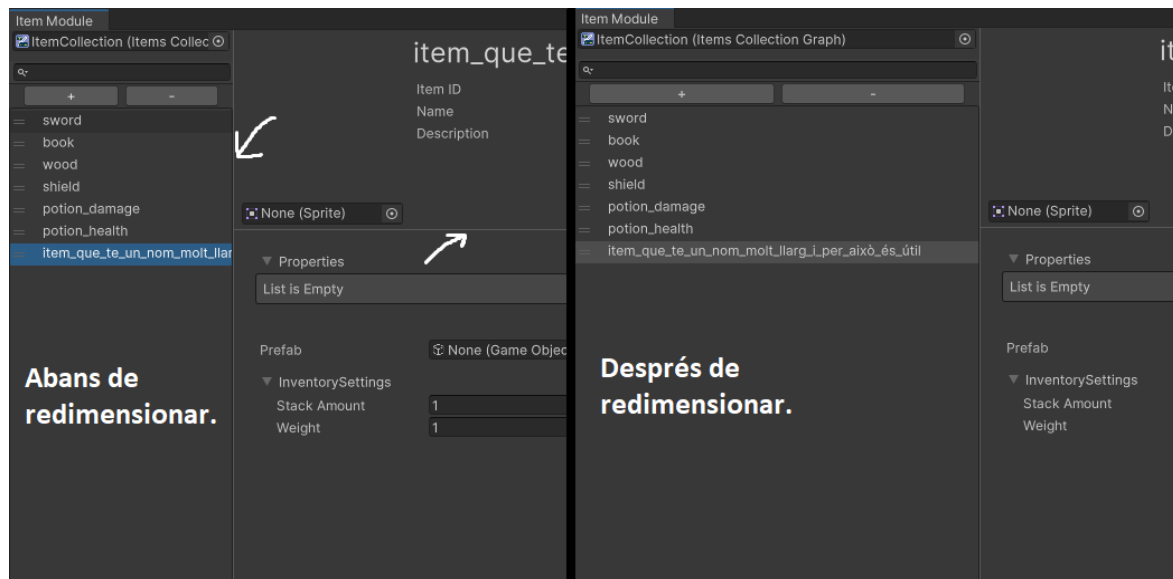 Item Module
ItemCollection (Items Collec
+ -
sword
book
wood
shield
potion_damage
potion_health
item_que_te_un_nom_molt_llar
item_que_te
Item ID
Name
Description
None (Sprite)
Properties
List is Empty
Prefab
None (Game Objec
InventorySettings
Stack Amount
1
Weight
1
Abans de
redimensionar.
Item Module
ItemCollection (Items Collection Graph)
+ -
sword
book
wood
shield
potion_damage
potion_health
item_que_te_un_nom_molt_llarg_i_per_això_és_útil
it
It
N
D
None (Sprite)
Properties
List is Empty
Prefab
InventorySettings
Stack Amount
Weight
Després de
redimensionar.